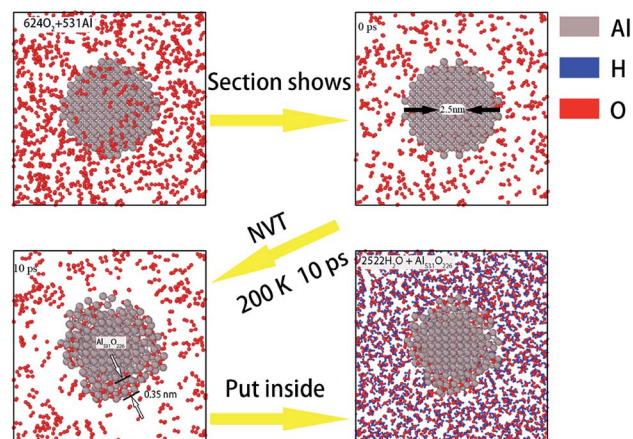 624O₂+531Al
Section shows
0 ps
2.5nm
Al
H
O
NVT
200 K 10 ps
10 ps
Al₅₃₁O₂₂₆
0.35 nm
Put inside
2522H₂O + Al₅₃₁O₂₂₆